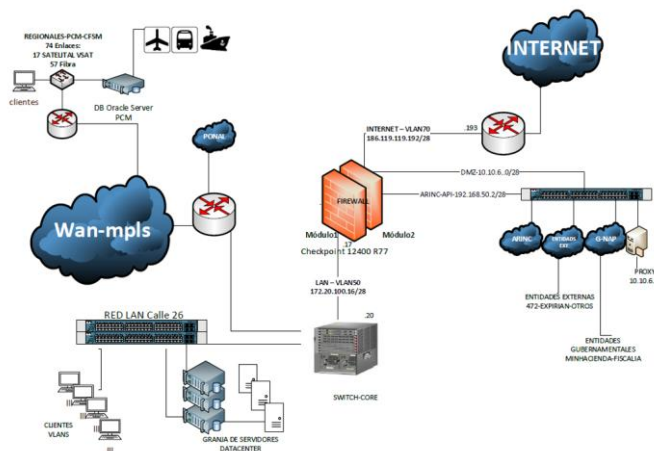 REGIONALES-PCM-CFSM
74 Enlaces:
17 SATEUTAL VSAT
57 Fibra
clientes
DB Oracle Server
PCM
PONAL
Wan-mpls
INTERNET
INTERNET – VLAN70
186.119.119.192/28
.193
DMZ-10.10.6..0/28
ARINC-API-192.168.50.2/28
FIREWALL
Módulo1
Módulo2
.17
Checkpoint 12400 R77
LAN – VLAN50
172.20.100.16/28
.20
SWITCH-CORE
ARINC
G-NAP
PROXY
10.10.6.
ENTIDADES EXTERNAS
472-EXPIRIAN-OTROS
ENTIDADES
GUBERNAMENTALES
MINHACIENDA-FISCALIA
RED LAN Calle 26
CLIENTES
VLANS
GRANJA DE SERVIDORES
DATACENTER